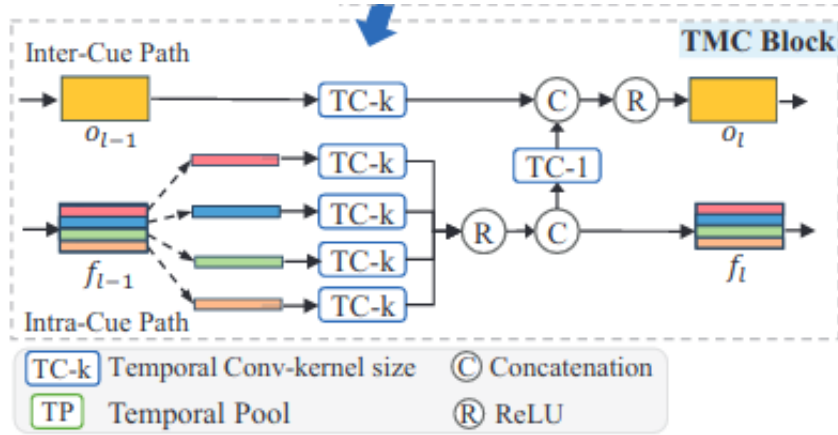 TMC Block
Inter-Cue Path
TC-k
C
R
o_{l-1}
o_l
TC-k
TC-1
TC-k
R
C
TC-k
f_{l-1}
TC-k
f_l
Intra-Cue Path
TC-k Temporal Conv-kernel size C Concatenation
TP Temporal Pool R ReLU